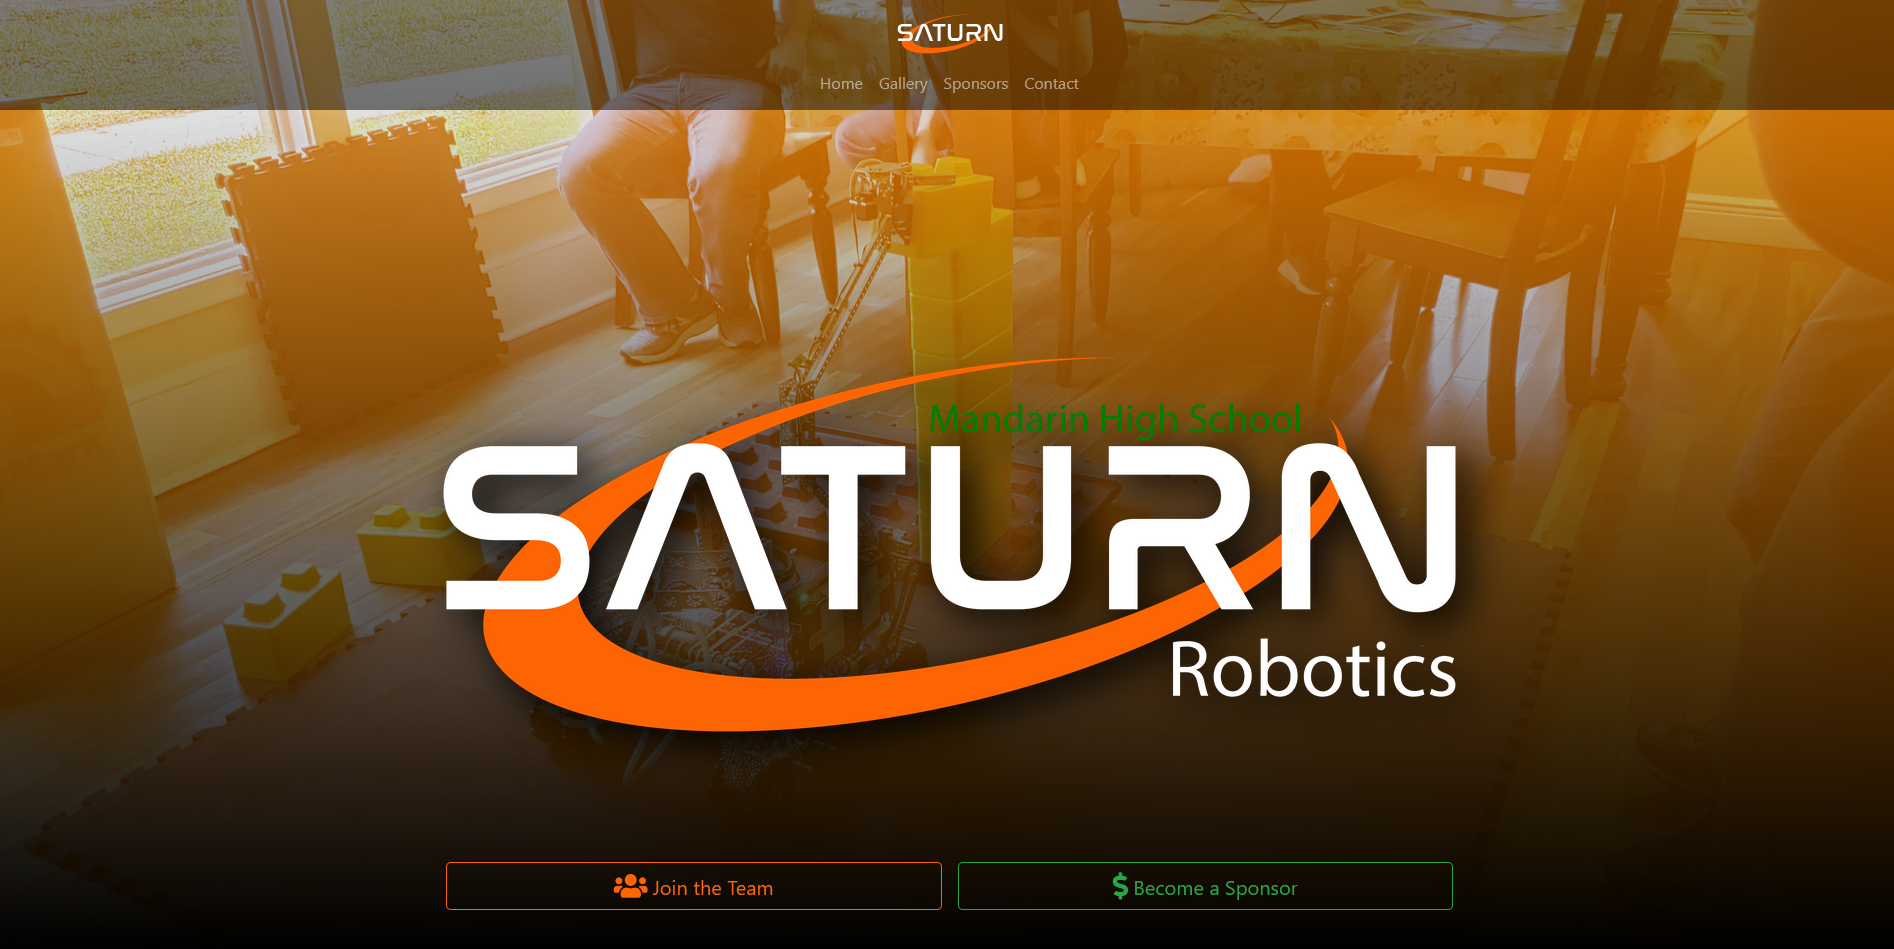 SATURN
Home Gallery Sponsors Contact
Mandarin High School
SATURN
Robotics
Join the Team
$ Become a Sponsor